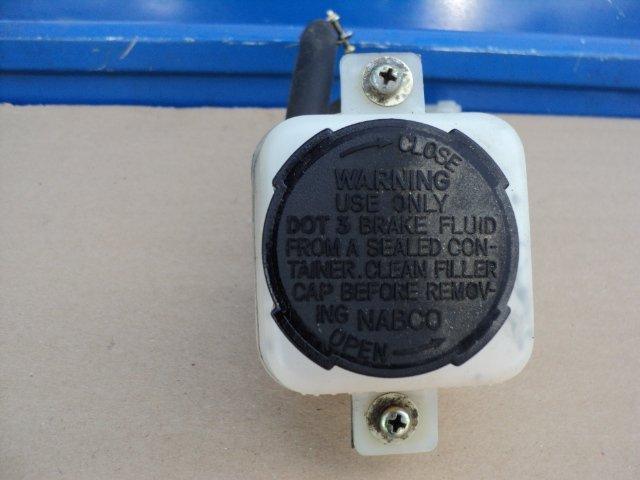 CLOSE
WARNING
USE ONLY
DOT 3 BRAKE FLUID
FROM A SEALED CON-
TAINER. CLEAN FILLER
CAP BEFORE REMOV-
ING NABCO
OPEN